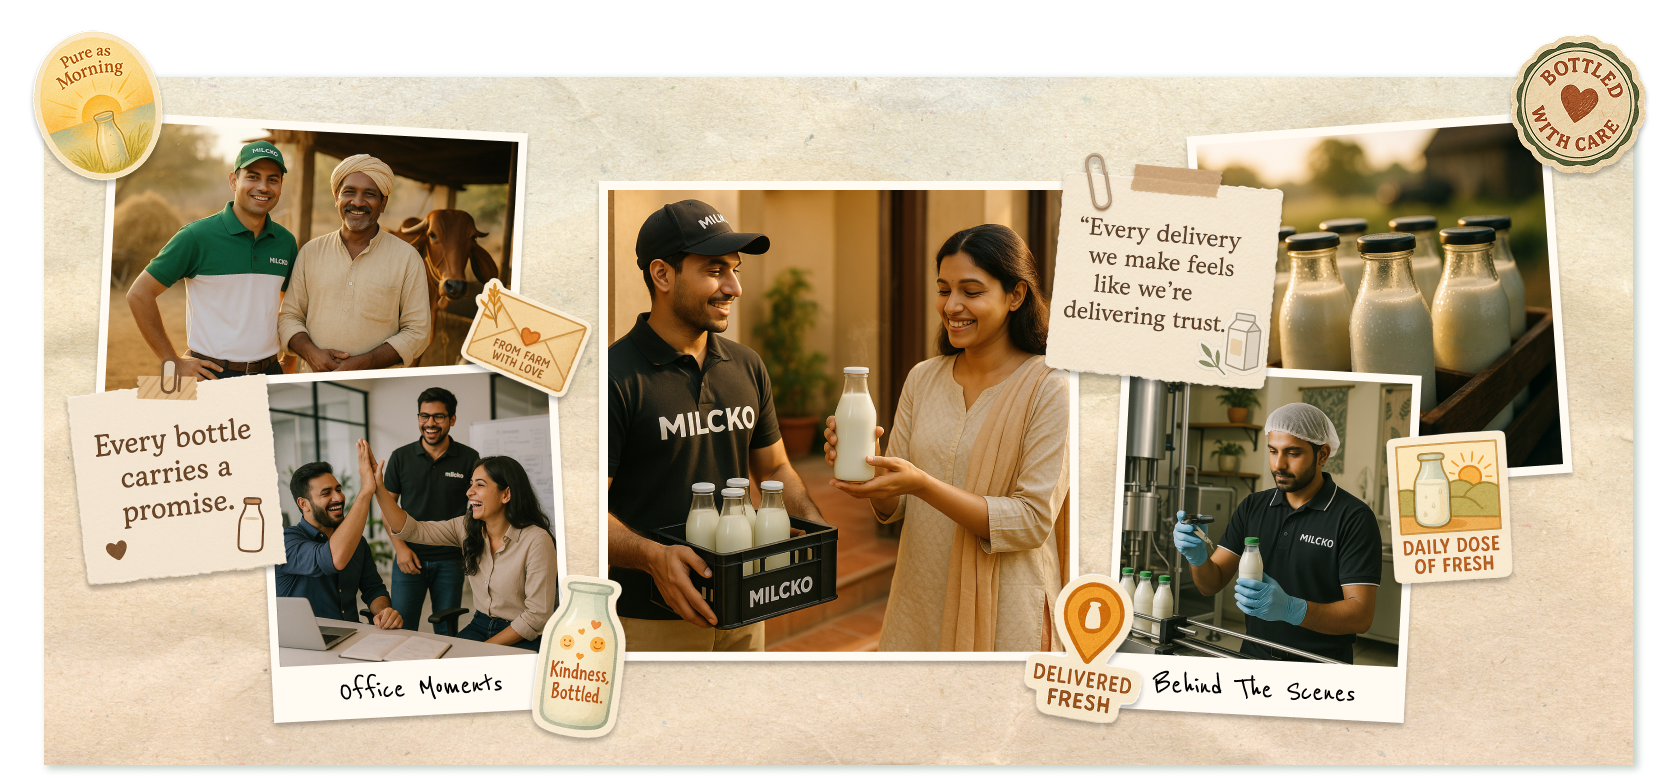 Pure as
Morning
BOTTLED
WITH CARE
MILCKO
MILCKO
FROM FARM
WITH LOVE
Every bottle
carries a
promise.
milcko
Office Moments
Kindness,
Bottled.
MILCKO
MILCKO
"Every delivery
we make feels
like we're
delivering trust.
DELIVERED
FRESH
MILCKO
Behind The Scenes
DAILY DOSE
OF FRESH